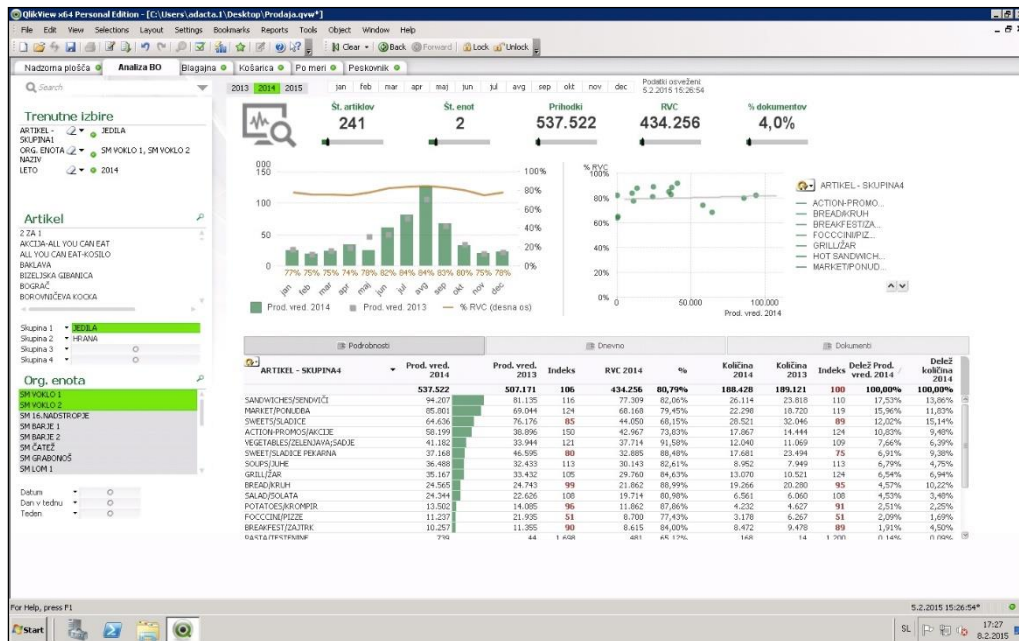 QlikView x64 Personal Edition - [C:\Users\adacta.1\Desktop\Prodaja.qvw*]
File Edit View Selections Layout Settings Bookmarks Reports Tools Object Window Help
Clear Back Forward Lock Unlock
Nadzorna plošča Analiza BO Blagajna Košarica Po meri Peskovnik
Search
2013 2014 2015 jan feb mar apr maj jun jul avg sep okt nov dec
Podatki osveženi:
5.2.2015 15:26:54
Trenutne izbire
ARTIKEL - SKUPINA1 JEDILA
ORG. ENOTA NAZIV SM VOKLO 1, SM VOKLO 2
LETO 2014
Št. artiklov Št. enot Prihodki RVC % dokumentov
241 2 537.522 434.256 4,0%
Artikel
2 ZA 1
AKCIJA-ALL YOU CAN EAT
ALL YOU CAN EAT-KOSILO
BAKLAVA
BIZELJSKA GIBANICA
BOGRAČ
BOROVNIČEVA KOCKA
Skupina 1 JEDILA
Skupina 2 HRANA
Skupina 3
Skupina 4
Org. enota
SM VOKLO 1
SM VOKLO 2
SM 16.NADSTROPJE
SM BARJE 1
SM BARJE 2
SM ČATEŽ
SM GRABONOŠ
SM LOM 1
Datum
Dan v tednu
Teden
000
150
100
50
0
100%
80%
60%
40%
20%
0%
77% 75% 75% 74% 78% 82% 84% 84% 83% 80% 75% 78%
jan feb mar apr maj jun jul avg sep okt nov dec
Prod. vred. 2014 Prod. vred. 2013 % RVC (desna os)
% RVC
100%
80%
60%
40%
20%
0%
0 50.000 100.000
Prod. vred. 2014
ARTIKEL - SKUPINA4
ACTION-PROMO...
BREAD/KRUH
BREAKFEST/ZA...
FOCCCINI/PIZ...
GRILL/ŽAR
HOT SANDWICH...
MARKET/PONUD...
Podrobnosti Dnevno Dokumenti
ARTIKEL - SKUPINA4 Prod. vred. 2014 Prod. vred. 2013 Indeks RVC 2014 % Količina 2014 Količina 2013 Indeks Delež Prod. vred. 2014 Delež količina 2014
537.522 507.171 106 434.256 80,79% 188.428 189.121 100 100,00% 100,00%
SANDWICHES/SENDVIČI 94.207 81.135 116 77.309 82,06% 26.114 23.818 110 17,53% 13,86%
MARKET/PONUDBA 85.801 69.044 124 68.168 79,45% 22.298 18.720 119 15,96% 11,83%
SWEETS/SLADICE 64.636 76.176 85 44.050 68,15% 28.521 32.046 89 12,02% 15,14%
ACTION-PROMOS/AKCIJE 58.199 38.896 150 42.967 73,83% 17.867 14.444 124 10,83% 9,48%
VEGETABLES/ZELENJAVA;SADJE 41.182 33.944 121 37.714 91,58% 12.040 11.069 109 7,66% 6,39%
SWEET/SLADICE PEKARNA 37.168 46.595 80 32.885 88,48% 17.681 23.494 75 6,91% 9,38%
SOUPS/JUHE 36.488 32.433 113 30.143 82,61% 8.952 7.949 113 6,79% 4,75%
GRILL/ŽAR 35.167 33.432 105 29.760 84,63% 13.070 10.521 124 6,54% 6,94%
BREAD/KRUH 24.565 24.743 99 21.862 88,99% 19.266 20.280 95 4,57% 10,22%
SALAD/SOLATA 24.344 22.626 108 19.714 80,98% 6.561 6.060 108 4,53% 3,48%
POTATOES/KROMPIR 13.502 14.085 96 11.862 87,86% 4.232 4.627 91 2,51% 2,25%
FOCCCINI/PIZZE 11.237 21.935 51 8.700 77,43% 3.178 6.267 51 2,09% 1,69%
BREAKFEST/ZAJTRK 10.257 11.355 90 8.615 84,00% 8.472 9.478 89 1,91% 4,50%
PASTA/TESTENINE 739 44 1.698 481 65,12% 168 14 1.200 0,14% 0,09%
For Help, press F1
5.2.2015 15:26:54*
Start
SL
17:27
8.2.2015